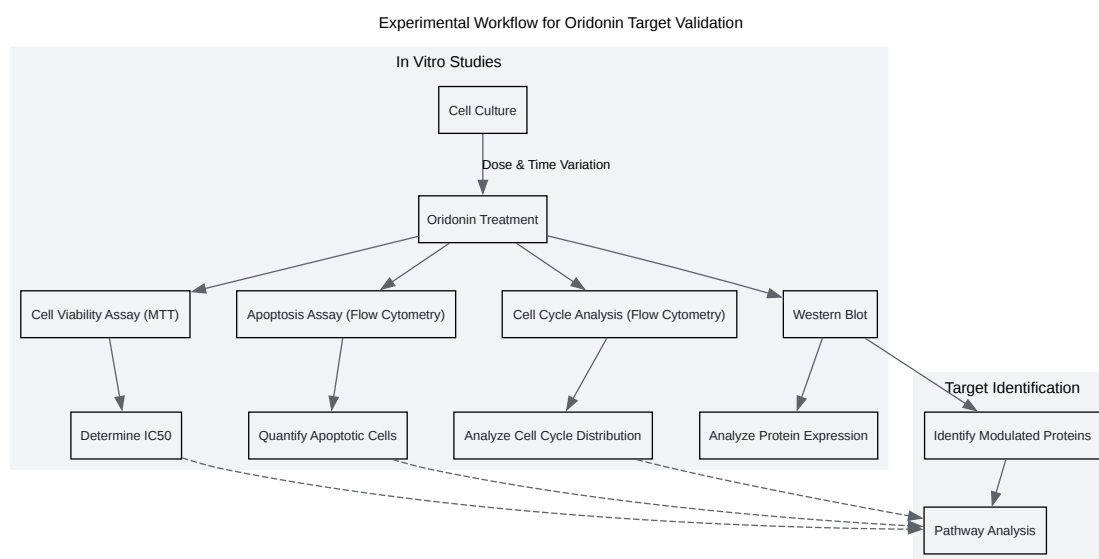 Experimental Workflow for Oridonin Target Validation
In Vitro Studies
Cell Culture
Dose & Time Variation
Oridonin Treatment
Cell Viability Assay (MTT)
Apoptosis Assay (Flow Cytometry)
Cell Cycle Analysis (Flow Cytometry)
Western Blot
Target Identification
Determine IC50
Quantify Apoptotic Cells
Analyze Cell Cycle Distribution
Analyze Protein Expression
Identify Modulated Proteins
Pathway Analysis